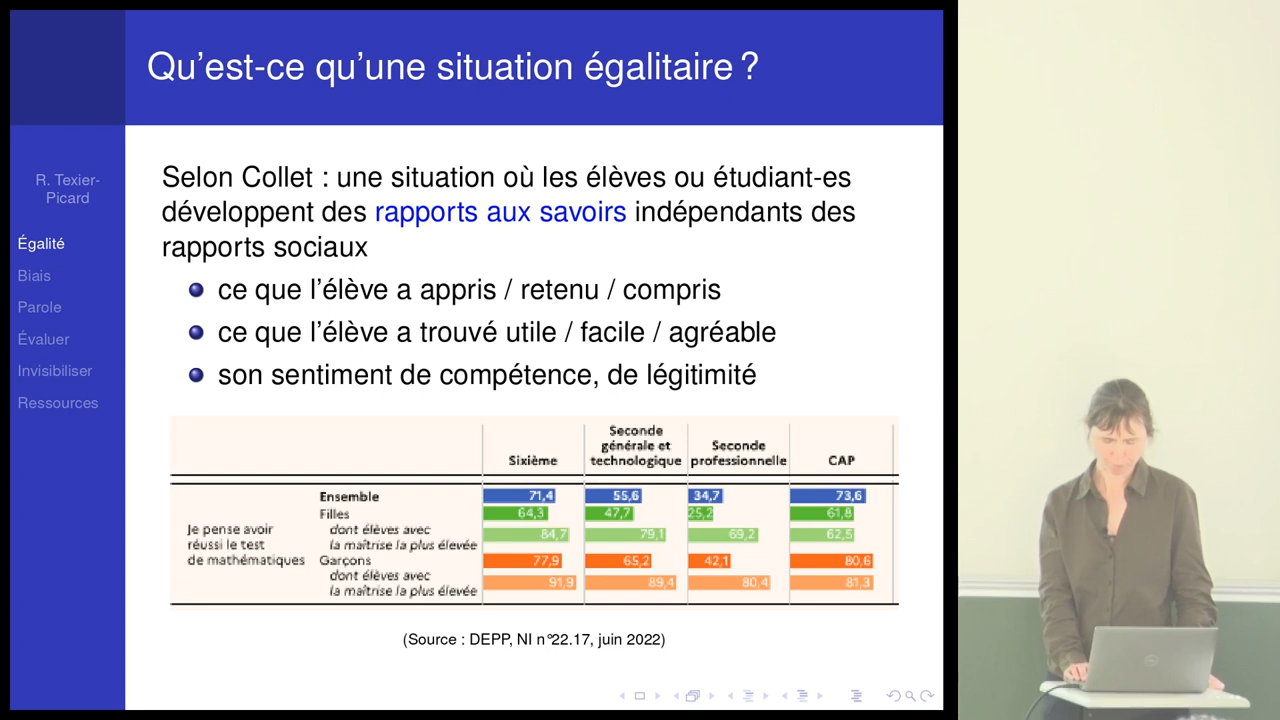 Qu'est-ce qu'une situation égalitaire ?
R. Texier-
Picard
Égalité
Biais
Parole
Évaluer
Invisibiliser
Ressources
Selon Collet : une situation où les élèves ou étudiant-es
développent des rapports aux savoirs indépendants des
rapports sociaux
ce que l'élève a appris / retenu / compris
ce que l'élève a trouvé utile / facile / agréable
son sentiment de compétence, de légitimité
Sixième
Seconde
générale et
technologique
Seconde
professionnelle
CAP
Je pense avoir
réussi le test
de mathématiques
Ensemble 71,4 55,6 34,7 73,6
Filles 64,3 47,7 25,2 61,8
dont élèves avec
la maîtrise la plus élevée 84,7 79,1 69,2 62,5
Garçons 77,9 65,2 42,1 80,6
dont élèves avec
la maîtrise la plus élevée 91,9 89,4 80,4 81,3
(Source : DEPP, NI n°22.17, juin 2022)